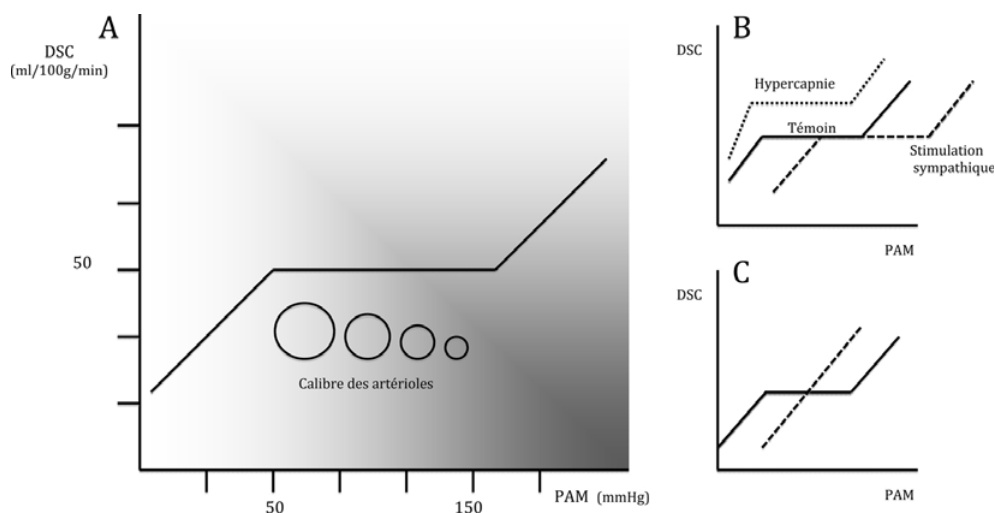 A
DSC
(ml/100g/min)
50
Calibre des artérioles
50
150
PAM (mmHg)
B
DSC
Hypercapnie
Témoin
Stimulation
sympathique
PAM
C
DSC
PAM